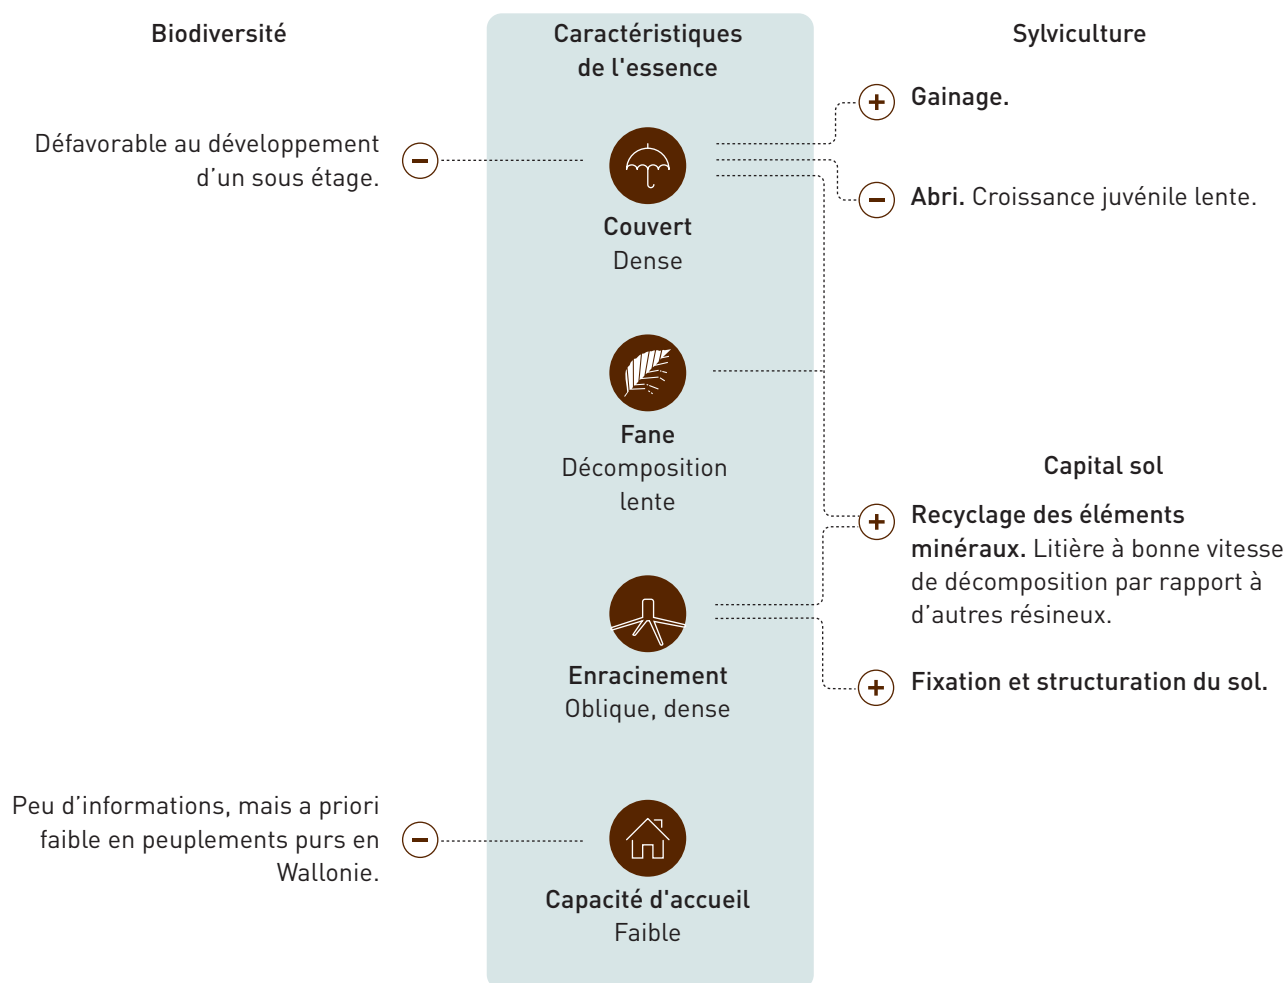 Biodiversité
Caractéristiques
de l'essence
Sylviculture
Défavorable au développement
d’un sous étage.
Couvert
Dense
Gainage.
Abri. Croissance juvénile lente.
Fane
Décomposition
lente
Capital sol
Recyclage des éléments
minéraux. Litière à bonne vitesse
de décomposition par rapport à
d’autres résineux.
Enracinement
Oblique, dense
Fixation et structuration du sol.
Peu d’informations, mais a priori
faible en peuplements purs en
Wallonie.
Capacité d'accueil
Faible